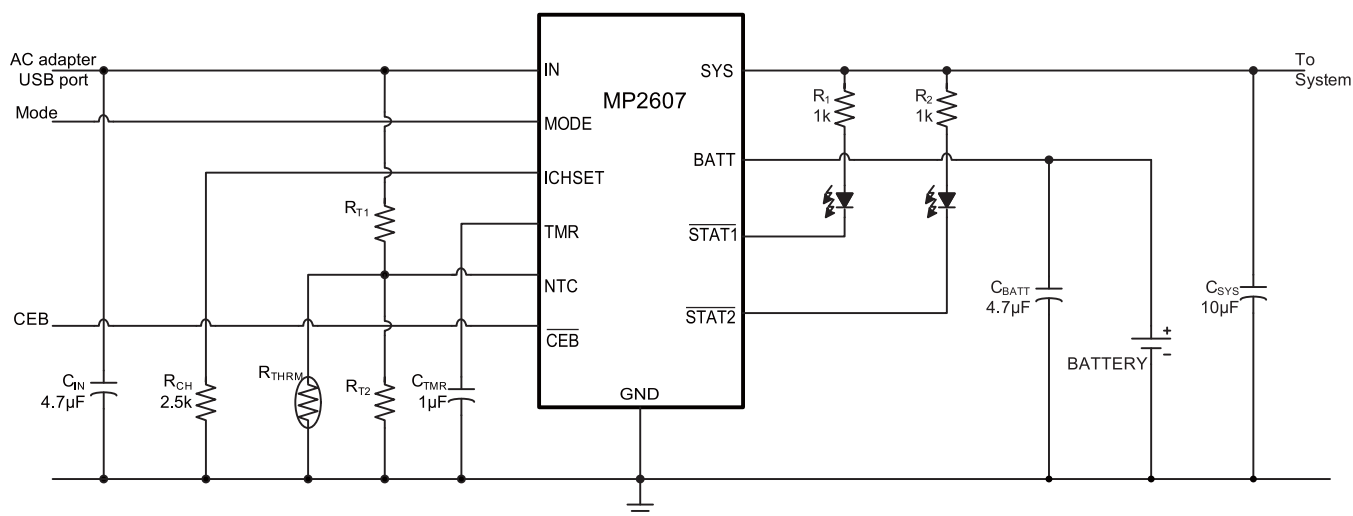 AC adapter
USB port
Mode
CEB
IN
MODE
ICHSET
TMR
NTC
CEB
MP2607
SYS
BATT
STAT1
STAT2
GND
R1
1k
R2
1k
To
System
RT1
RT2
RTHRM
CIN
4.7µF
RCH
2.5k
CTMR
1µF
CBATT
4.7µF
CSYS
10µF
+
−
BATTERY